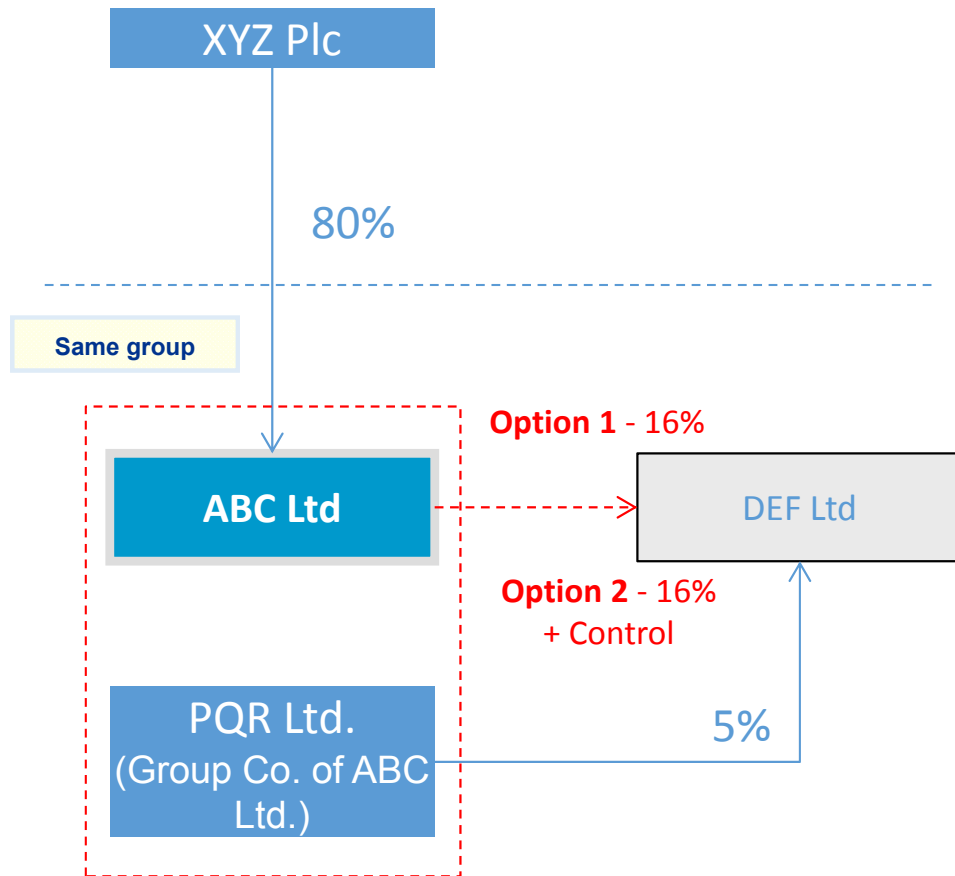 XYZ Plc
80%
Same group
Option 1 - 16%
ABC Ltd
DEF Ltd
Option 2 - 16%
+ Control
PQR Ltd.
(Group Co. of ABC
Ltd.)
5%